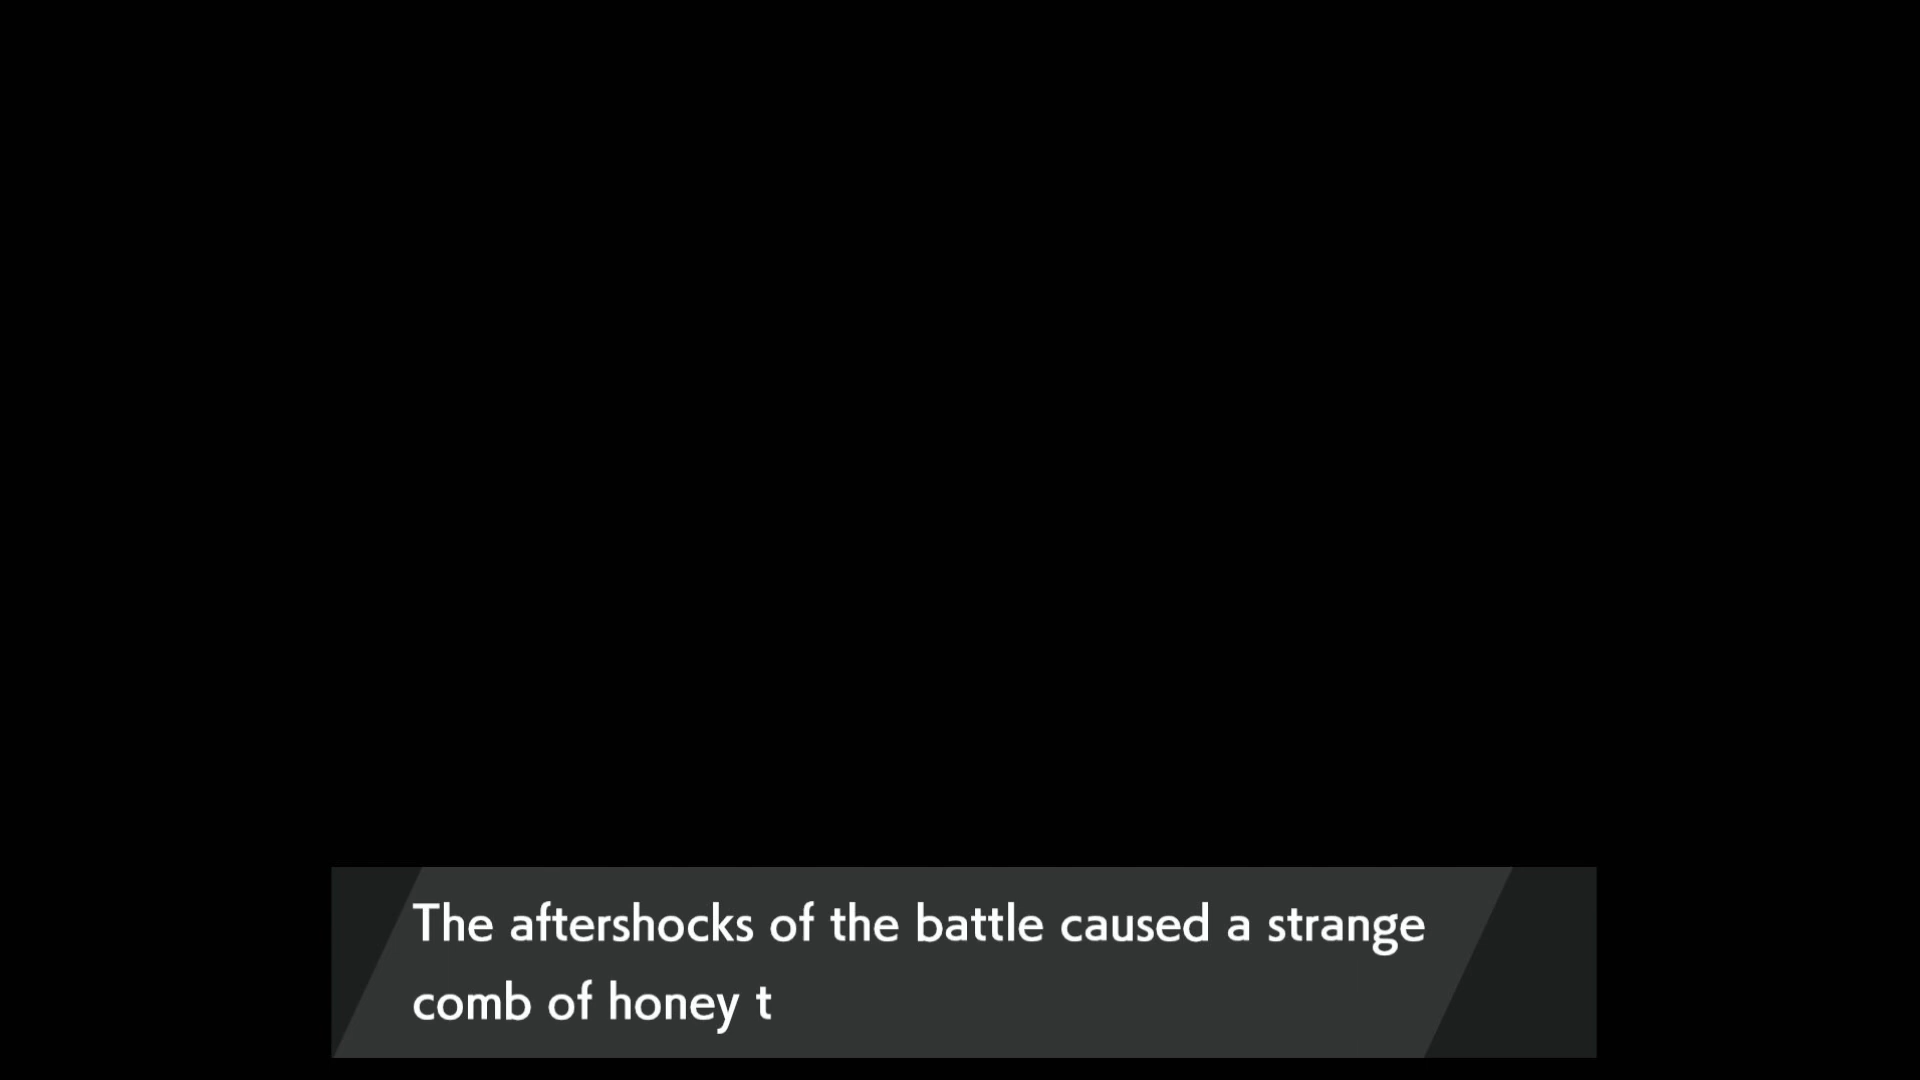 The aftershocks of the battle caused a strange
comb of honey t